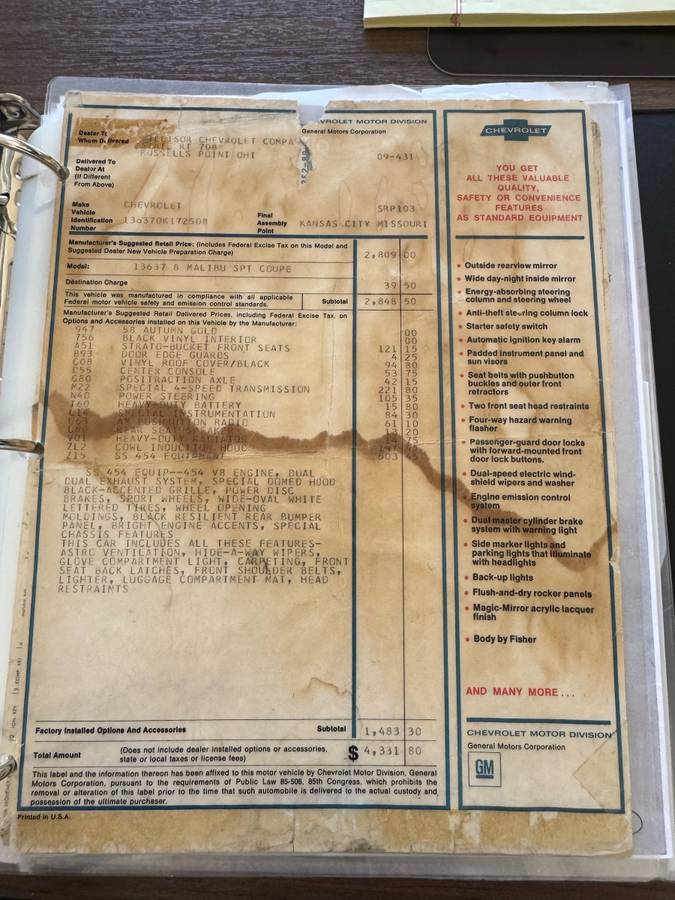 VROLET MOTOR DIVISION
General Motors Corporation
Dealer To
Whom Delivered
CHEVROLET COMPA
RT 708
RUSSELLS POINT OHI
Delivered To
Dealer At
(If Different
From Above)
09-431
Make
CHEVROLET
SRP103
Vehicle
Identification
Number
136370K172508
Final
Assembly
Point
KANSAS CITY MISSOURI
Manufacturer's Suggested Retail Price: (Includes Federal Excise Tax on this Model and
Suggested Dealer New Vehicle Preparation Charge)
2,809 00
Model:
13637 8 MALIBU SPT COUPE
Destination Charge
39 50
This vehicle was manufactured in compliance with all applicable
Federal motor vehicle safety and emission control standards.
Subtotal
2,848 50
Manufacturer's Suggested Retail Delivered Prices, including Federal Excise Tax, on
Options and Accessories installed on this Vehicle by the Manufacturer:
947 58 AUTUMN GOLD 00
756 BLACK VINYL INTERIOR 00
A51 STRATO-BUCKET FRONT SEATS 121 15
B93 DOOR EDGE GUARDS 4 25
C08 VINYL ROOF COVER/BLACK 94 80
D55 CENTER CONSOLE 53 75
G80 POSITRACTION AXLE 42 15
M22 SPECIAL 4-SPEED TRANSMISSION 221 80
N40 POWER STEERING 105 35
T60 HEAVY-DUTY BATTERY 15 80
U14 SPECIAL INSTRUMENTATION 84 30
U63 PUSHBUTTON RADIO 61 10
REAR SEAT 13 20
V01 HEAVY-DUTY RADIATOR
ZL2 COWL INDUCTION HOOD 147 45
Z15 SS 454 EQUIPMENT 503
SS 454 EQUIP--454 V8 ENGINE, DUAL
DUAL EXHAUST SYSTEM, SPECIAL DOMED HOOD
BLACK-ACCENTED GRILLE, POWER DISC
BRAKES, SPORT WHEELS, WIDE-OVAL WHITE
LETTERED TIRES, WHEEL OPENING
MOLDINGS, BLACK RESILIENT REAR BUMPER
PANEL, BRIGHT ENGINE ACCENTS, SPECIAL
CHASSIS FEATURES
THIS CAR INCLUDES ALL THESE FEATURES-
ASTRO VENTILATION, HIDE-A-WAY WIPERS,
GLOVE COMPARTMENT LIGHT, CARPETING, FRONT
SEAT BACK LATCHES, FRONT SHOULDER BELTS,
LIGHTER, LUGGAGE COMPARTMENT MAT, HEAD
RESTRAINTS
Factory Installed Options And Accessories
Subtotal
1,483 30
Total Amount
(Does not include dealer installed options or accessories,
state or local taxes or license fees)
$ 4,331 80
This label and the information thereon has been affixed to this motor vehicle by Chevrolet Motor Division, General
Motors Corporation, pursuant to the requirements of Public Law 85-506, 85th Congress, which prohibits the
removal or alteration of this label prior to the time that such automobile is delivered to the actual custody and
possession of the ultimate purchaser.
Printed in U.S.A.
CHEVROLET
YOU GET
ALL THESE VALUABLE
QUALITY,
SAFETY OR CONVENIENCE
FEATURES
AS STANDARD EQUIPMENT
Outside rearview mirror
Wide day-night inside mirror
Energy-absorbing steering
column and steering wheel
Anti-theft steering column lock
Starter safety switch
Automatic ignition key alarm
Padded instrument panel and
sun visors
Seat belts with pushbutton
buckles and outer front
retractors
Two front seat head restraints
Four-way hazard warning
flasher
Passenger-guard door locks
with forward-mounted front
door lock buttons.
Dual-speed electric wind-
shield wipers and washer
Engine emission control
system
Dual master cylinder brake
system with warning light
Side marker lights and
parking lights that illuminate
with headlights
Back-up lights
Flush-and-dry rocker panels
Magic-Mirror acrylic lacquer
finish
Body by Fisher
AND MANY MORE...
CHEVROLET MOTOR DIVISION
General Motors Corporation
GM